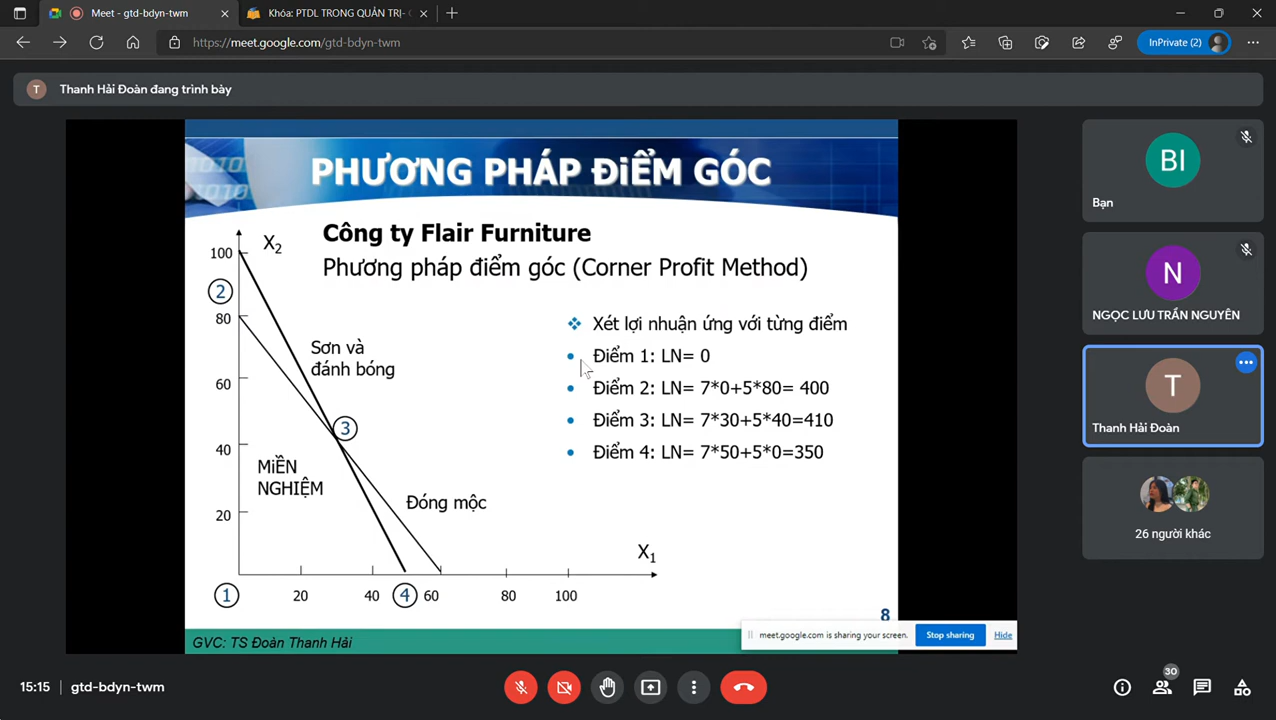 Meet - gtd-bdyn-twm
Khóa: PTDL TRONG QUẢN TRỊ-
https://meet.google.com/gtd-bdyn-twm
InPrivate (2)
T
Thanh Hải Đoàn đang trình bày
PHƯƠNG PHÁP ĐiỂM GÓC
Công ty Flair Furniture
Phương pháp điểm góc (Corner Profit Method)
X2
100
2
80
Sơn và
đánh bóng
60
3
40
MiỀN
NGHIỆM
Đóng mộc
20
X1
1
20
40
4
60
80
100
Xét lợi nhuận ứng với từng điểm
Điểm 1: LN= 0
Điểm 2: LN= 7*0+5*80= 400
Điểm 3: LN= 7*30+5*40=410
Điểm 4: LN= 7*50+5*0=350
8
GVC: TS Đoàn Thanh Hải
meet.google.com is sharing your screen.
Stop sharing
Hide
BI
Bạn
N
NGỌC LƯU TRẦN NGUYÊN
T
Thanh Hải Đoàn
26 người khác
15:15
gtd-bdyn-twm
30